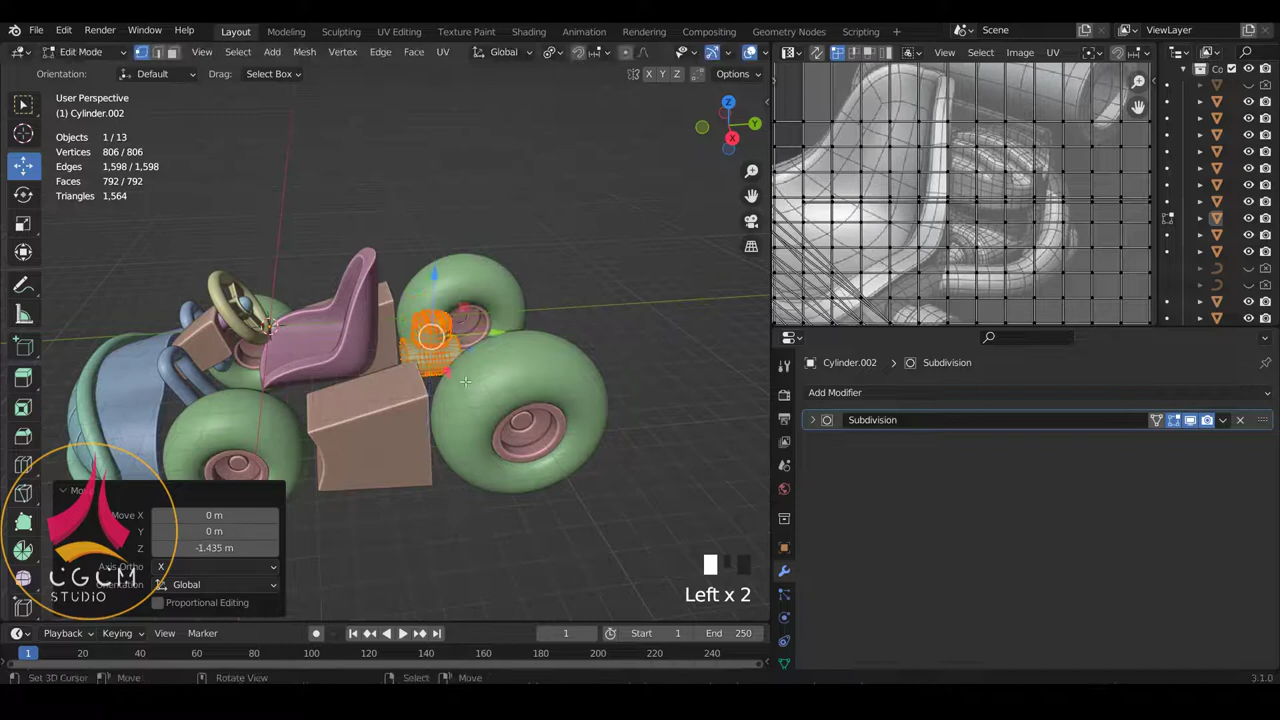 File Edit Render Window Help Layout Modeling Sculpting UV Editing Texture Paint Shading Animation Rendering Compositing Geometry Nodes Scripting Scene ViewLayer
Edit Mode View Select Add Mesh Vertex Edge Face UV Global View Select Image UV Co
Orientation: Default Drag: Select Box X Y Z Options
User Perspective
(1) Cylinder.002
Objects 1 / 13
Vertices 806 / 806
Edges 1,598 / 1,598
Faces 792 / 792
Triangles 1,564
Z
Y
X
Cylinder.002 Subdivision
Add Modifier
Subdivision
Move X 0 m
Y 0 m
Z -1.435 m
Axis Ortho X
Orientation Global
Proportional Editing
CGCM
STUDIO
Left x 2
Playback Keying View Marker 1 Start 1 End 250
1 20 40 60 80 100 120 140 160 180 200 220 240
Set 3D Cursor Move Rotate View Select Move 3.1.0